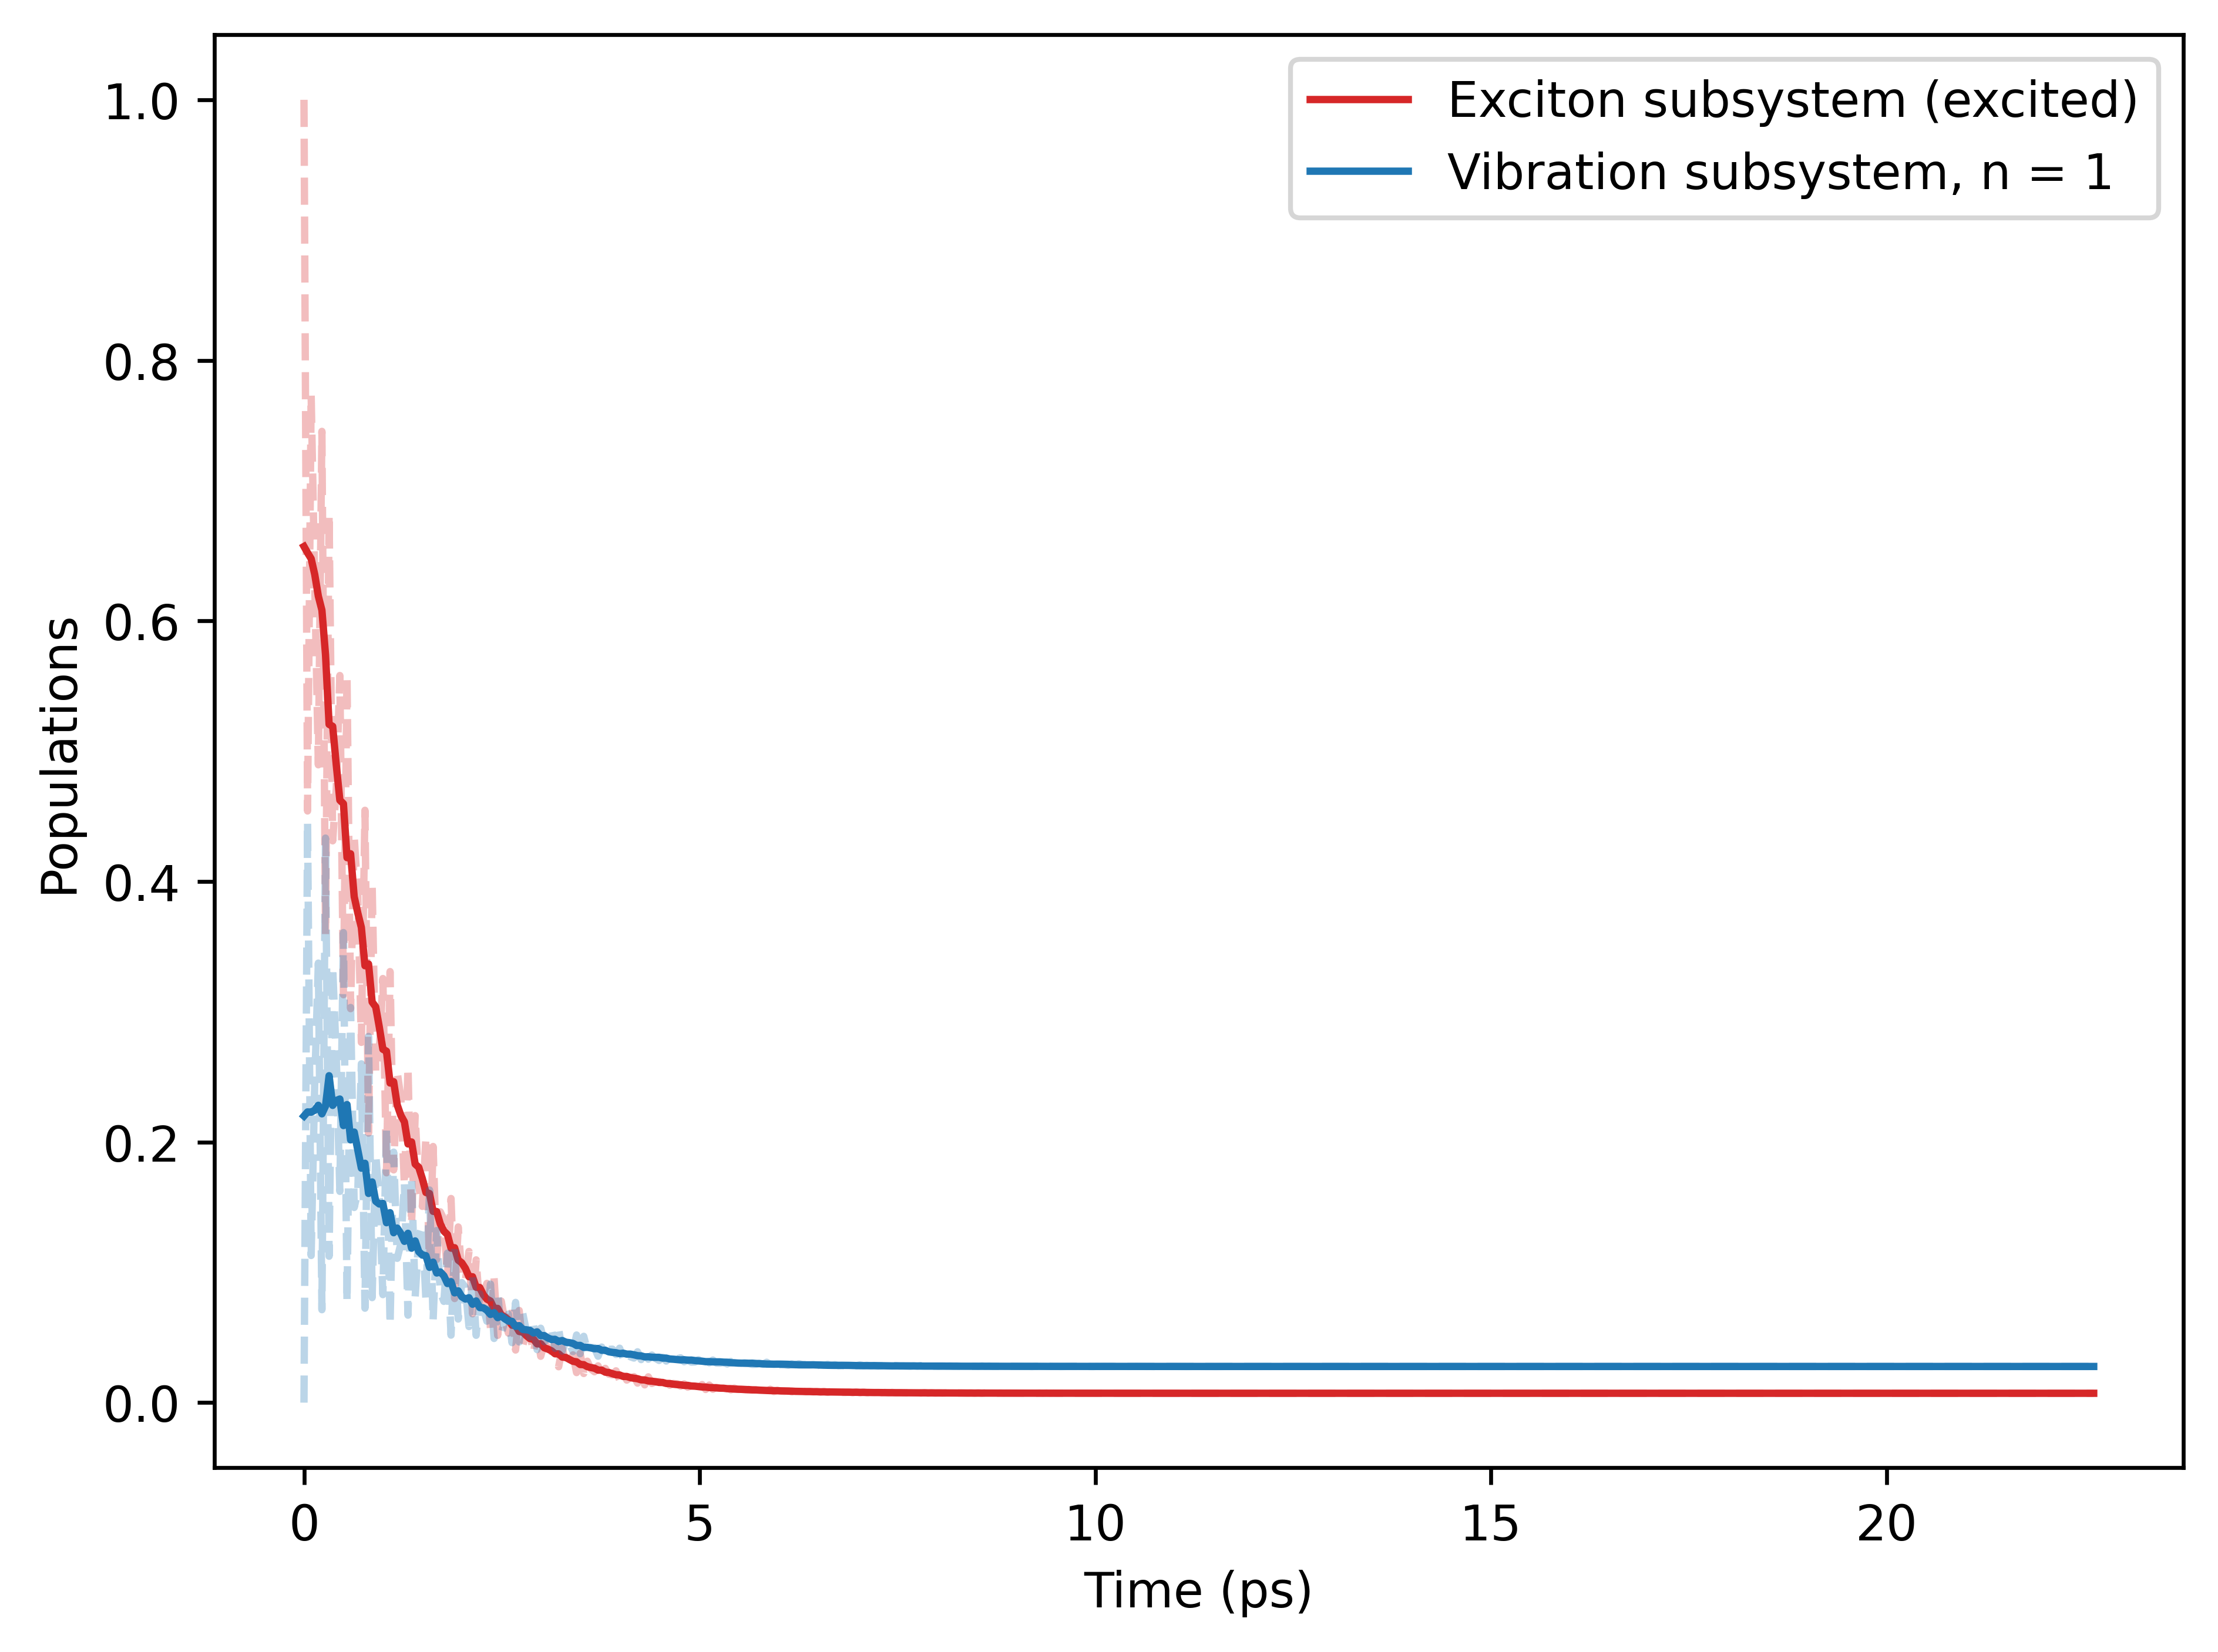 Exciton subsystem (excited)
Vibration subsystem, n = 1
1.0
0.8
0.6
0.4
0.2
0.0
Populations
0 5 10 15 20
Time (ps)